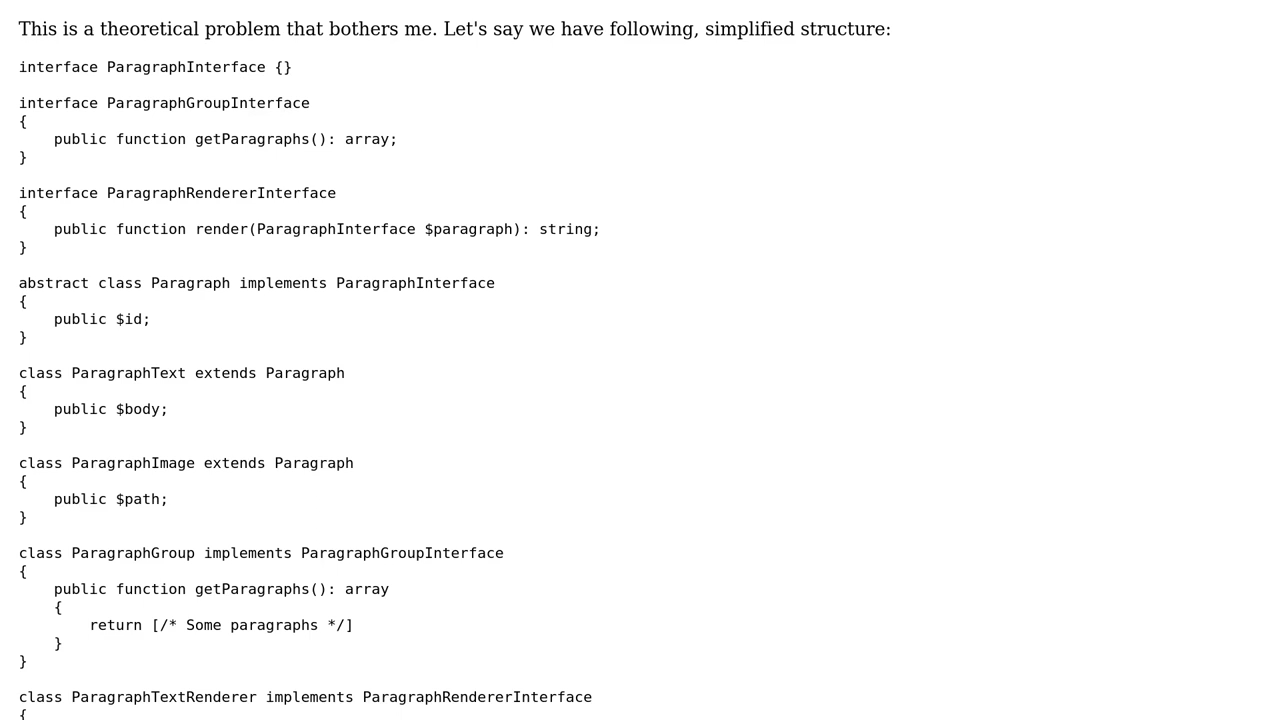 This is a theoretical problem that bothers me. Let's say we have following, simplified structure:
interface ParagraphInterface {}
interface ParagraphGroupInterface
{
    public function getParagraphs(): array;
}
interface ParagraphRendererInterface
{
    public function render(ParagraphInterface $paragraph): string;
}
abstract class Paragraph implements ParagraphInterface
{
    public $id;
}
class ParagraphText extends Paragraph
{
    public $body;
}
class ParagraphImage extends Paragraph
{
    public $path;
}
class ParagraphGroup implements ParagraphGroupInterface
{
    public function getParagraphs(): array
    {
        return [/* Some paragraphs */]
    }
}
class ParagraphTextRenderer implements ParagraphRendererInterface
{